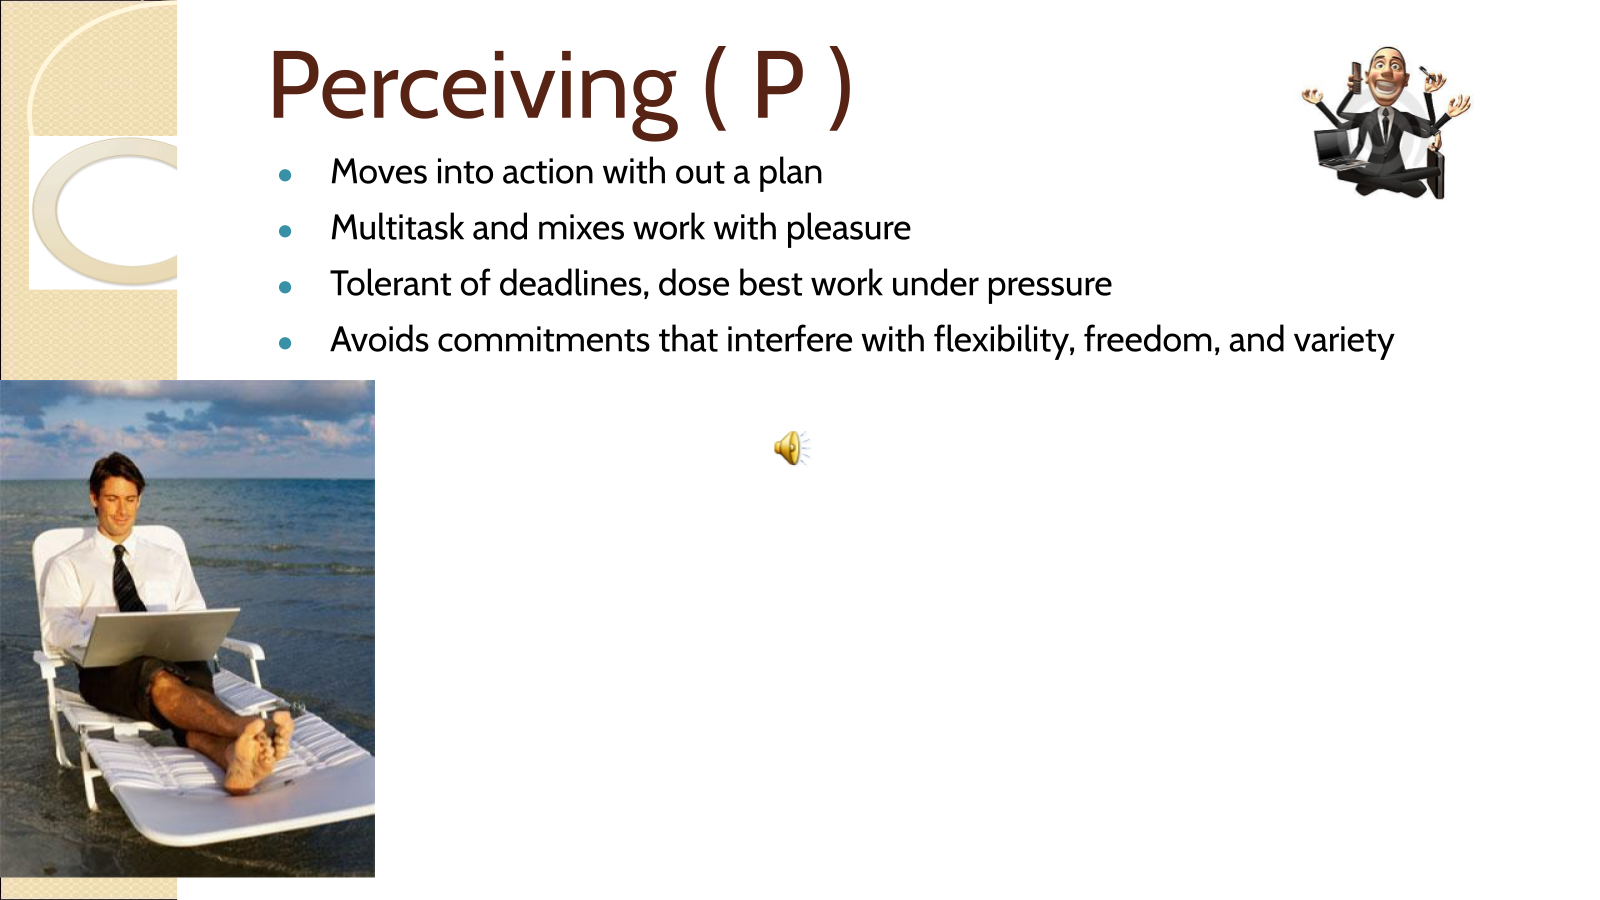 Perceiving ( P )
• Moves into action with out a plan
• Multitask and mixes work with pleasure
• Tolerant of deadlines, dose best work under pressure
• Avoids commitments that interfere with flexibility, freedom, and variety